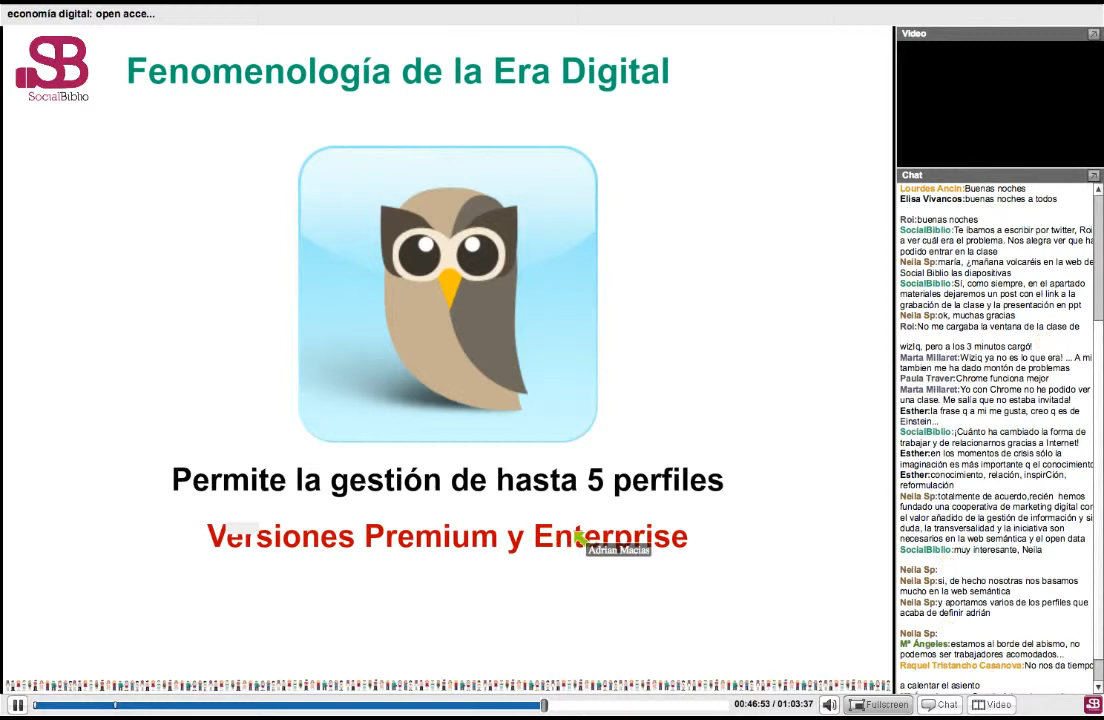 economía digital: open acce...
SB
SocialBiblio
Fenomenología de la Era Digital
Permite la gestión de hasta 5 perfiles
Versiones Premium y Enterprise
Adrian Macias
Video
Chat
Lourdes Ancin:Buenas noches
Elisa Vivancos:buenas noches a todos
Roi:buenas noches
SocialBiblio:Te íbamos a escribir por twitter, Roi
a ver cuál era el problema. Nos alegra ver que ha
podido entrar en la clase
Neila Sp:maría, ¿mañana volcaréis en la web de
Social Biblio las diapositivas
SocialBiblio:Sí, como siempre, en el apartado
materiales dejaremos un post con el link a la
grabación de la clase y la presentación en ppt
Neila Sp:ok, muchas gracias
Roi:No me cargaba la ventana de la clase de
wizIq, pero a los 3 minutos cargó!
Marta Millaret:Wiziq ya no es lo que era! ... A mi
tambien me ha dado montón de problemas
Paula Traver:Chrome funciona mejor
Marta Millaret:Yo con Chrome no he podido ver
una clase. Me salía que no estaba invitada!
Esther:la frase q a mi me gusta, creo q es de
Einstein...
SocialBiblio:¡Cuánto ha cambiado la forma de
trabajar y de relacionarnos gracias a Internet!
Esther:en los momentos de crisis sólo la
imaginación es más importante q el conocimiento
Esther:conocimiento, relación, inspirCión,
reformulación
Neila Sp:totalmente de acuerdo,recién hemos
fundado una cooperativa de marketing digital con
el valor añadido de la gestión de información y si
duda, la transversalidad y la iniciativa son
necesarios en la web semántica y el open data
SocialBiblio:muy interesante, Neila
Neila Sp:
Neila Sp:si, de hecho nosotras nos basamos
mucho en la web semántica
Neila Sp:y aportamos varios de los perfiles que
acaba de definir adrián
Neila Sp:
Mª Ángeles:estamos al borde del abismo, no
podemos ser trabajadores acomodados...
Raquel Tristancho Casanova:No nos da tiempo
a calentar el asiento
00:46:53 / 01:03:37
Fullscreen
Chat
Video
SB